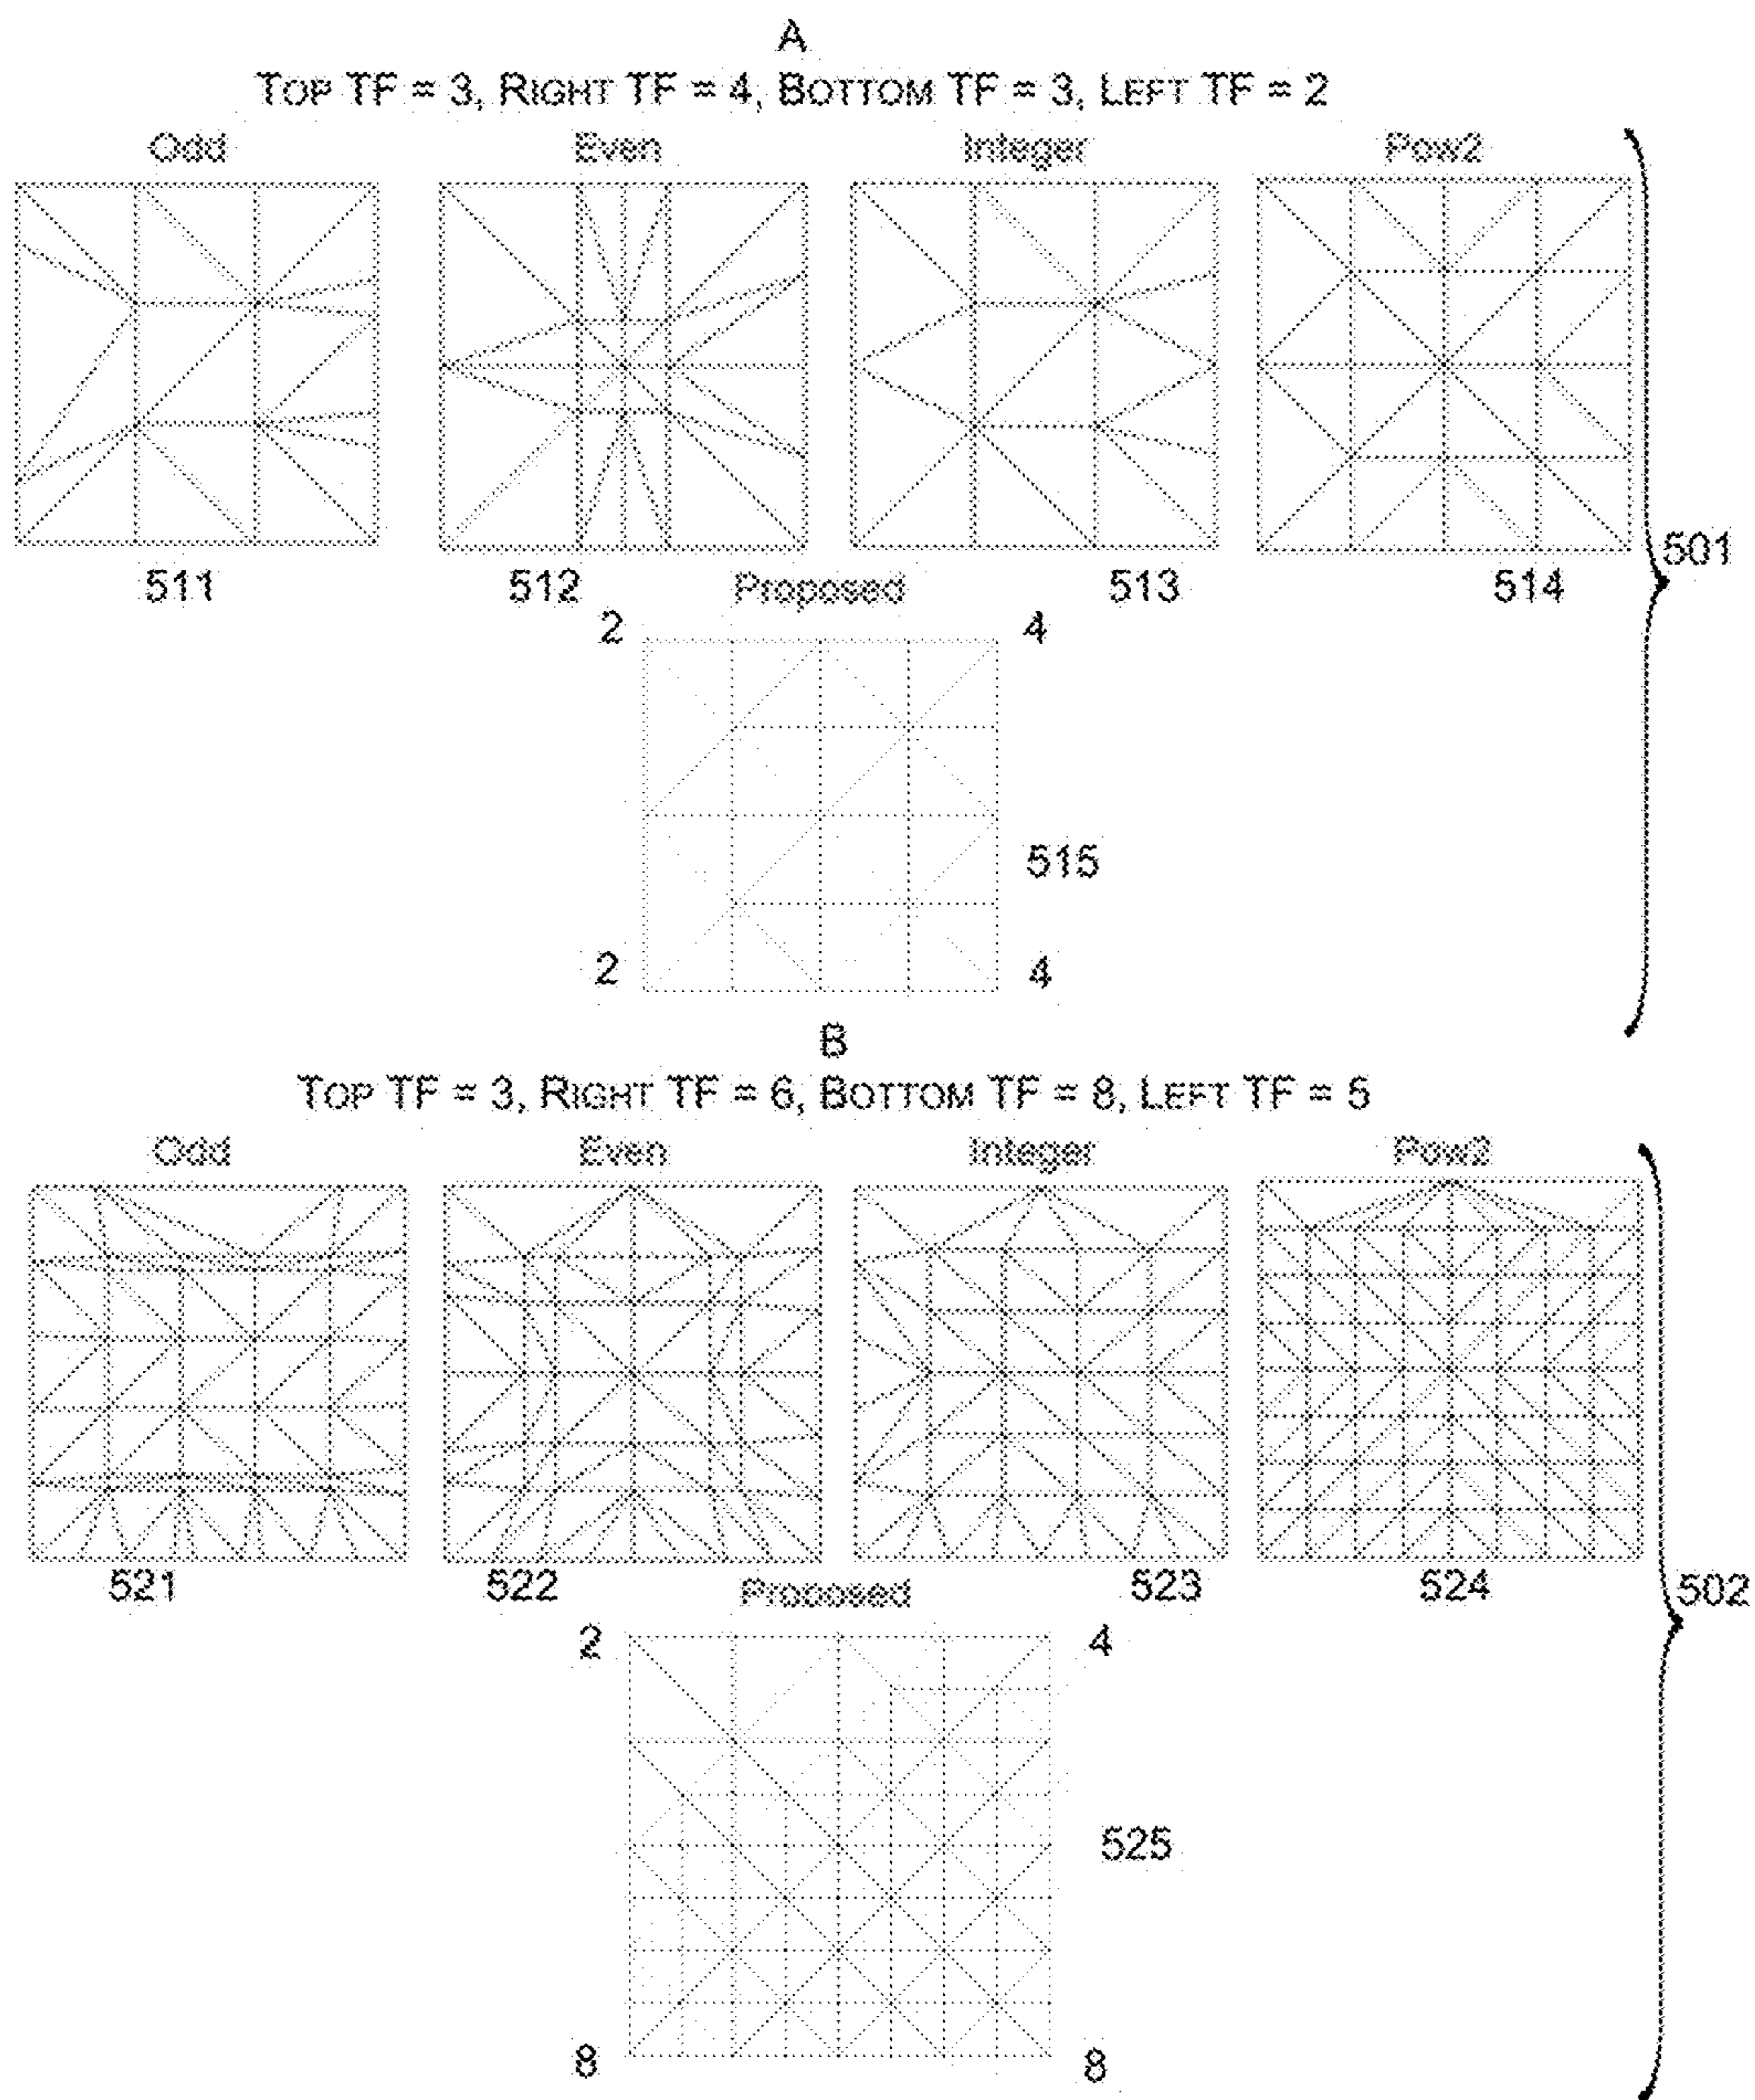 A
TOP TF = 3, RIGHT TF = 4, BOTTOM TF = 3, LEFT TF = 2
Odd Even Integer Pow2
501
511 512 513 514
Proposed
2 4
515
2 4
B
TOP TF = 3, RIGHT TF = 6, BOTTOM TF = 8, LEFT TF = 5
Odd Even Integer Pow2
521 522 523 524 502
Proposed
2 4
525
8 8